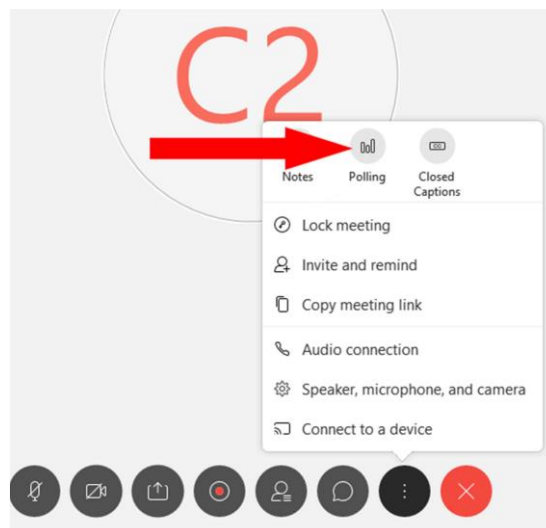 C2
Notes Polling Closed
Captions
Lock meeting
Invite and remind
Copy meeting link
Audio connection
Speaker, microphone, and camera
Connect to a device